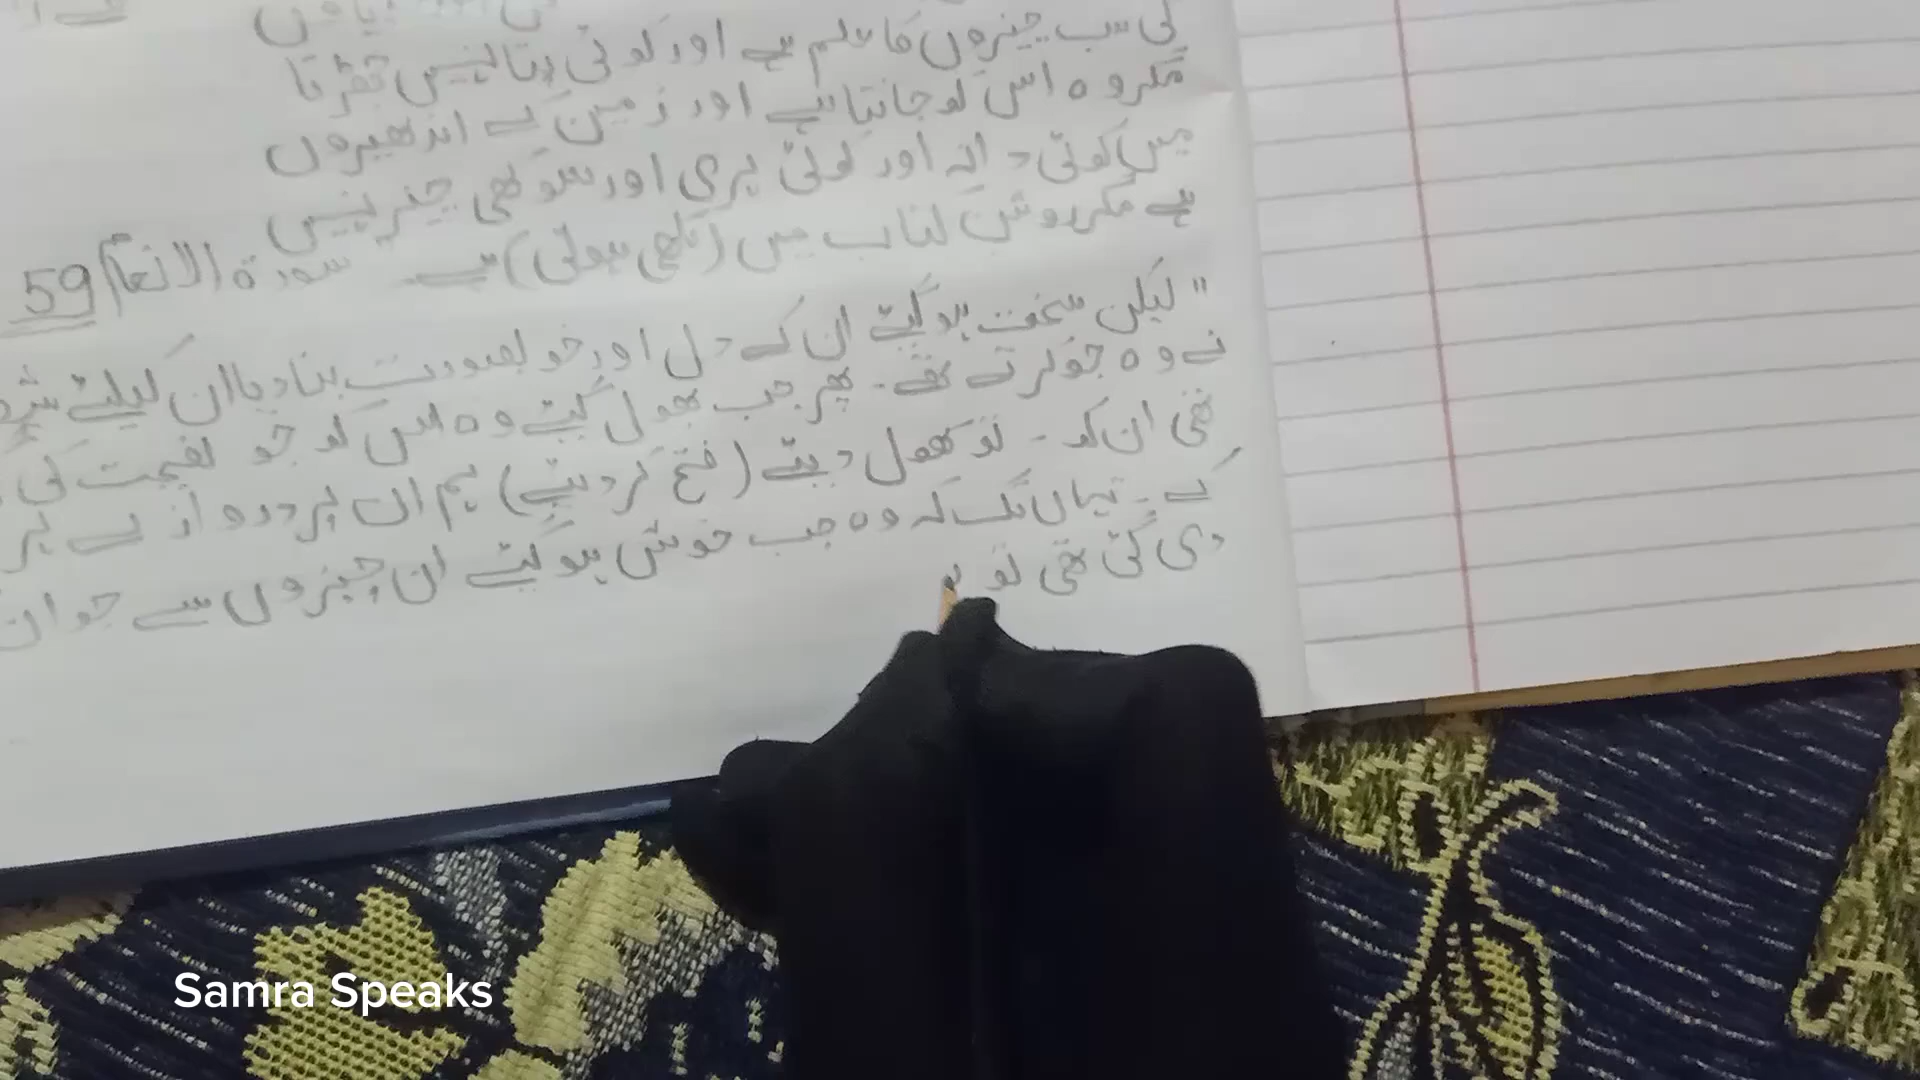 کی سب چیزوں کا علم ہے اور کوئی پتا نہیں جھڑتا
مگر وہ اس کو جانتا ہے اور زمین کے اندھیروں
میں کوئی دانہ اور کوئی ہری اور سوکھی چیز نہیں
ہے مگر روشن کتاب میں (لکھی ہوئی) ہے۔ سورۃ الانعام 59
"لیکن سخت ہو گئے ان کے دل اور خوبصورت بنا دیا ان کیلئے
نے وہ جو کرتے تھے۔ پھر جب بھول گئے وہ اس کو جو نصیحت کی
تھی ان کو۔ تو کھول دیئے (فتح کر دیئے) ہم ان پر دروازے ہر
کے۔ یہاں تک کہ وہ جب خوش ہو گئے ان چیزوں سے جو ان
دی گئی تھی تو
Samra Speaks